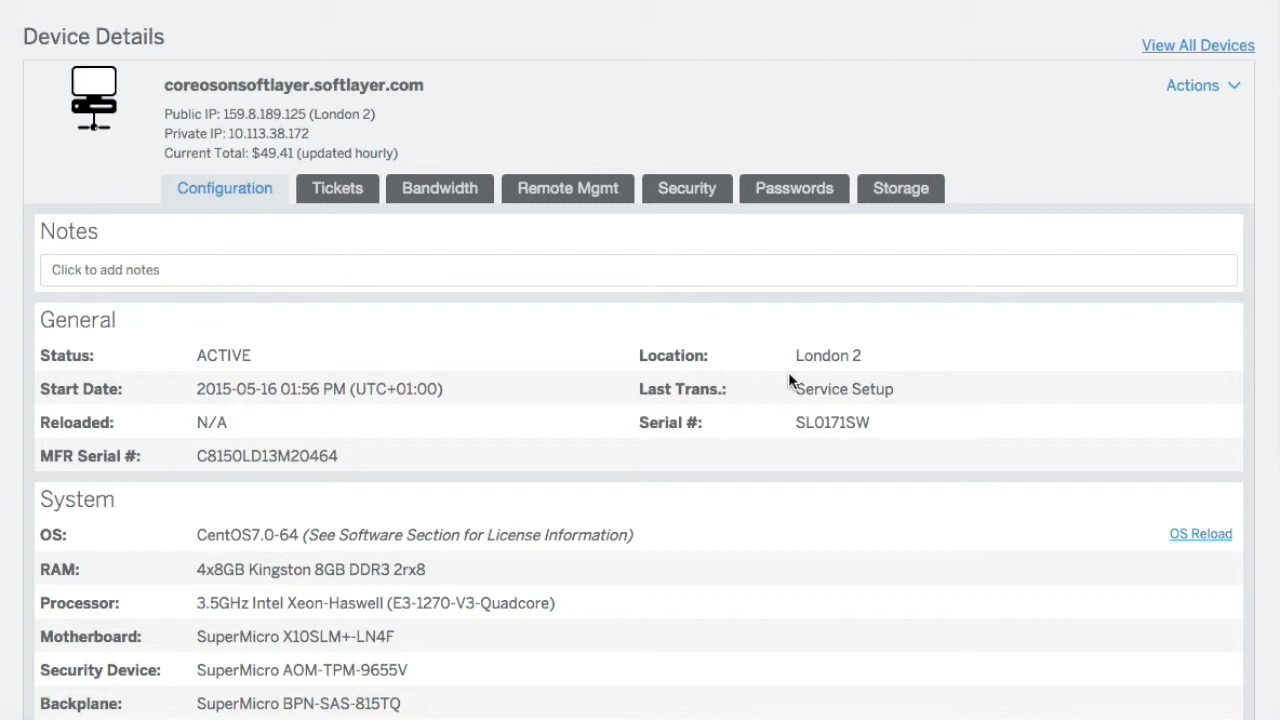 Device Details
View All Devices
coreosonsoftlayer.softlayer.com
Actions
Public IP: 159.8.189.125 (London 2)
Private IP: 10.113.38.172
Current Total: $49.41 (updated hourly)
Configuration Tickets Bandwidth Remote Mgmt Security Passwords Storage
Notes
Click to add notes
General
Status: ACTIVE Location: London 2
Start Date: 2015-05-16 01:56 PM (UTC+01:00) Last Trans.: Service Setup
Reloaded: N/A Serial #: SL0171SW
MFR Serial #: C8150LD13M20464
System
OS: CentOS7.0-64 (See Software Section for License Information) OS Reload
RAM: 4x8GB Kingston 8GB DDR3 2rx8
Processor: 3.5GHz Intel Xeon-Haswell (E3-1270-V3-Quadcore)
Motherboard: SuperMicro X10SLM+-LN4F
Security Device: SuperMicro AOM-TPM-9655V
Backplane: SuperMicro BPN-SAS-815TQ